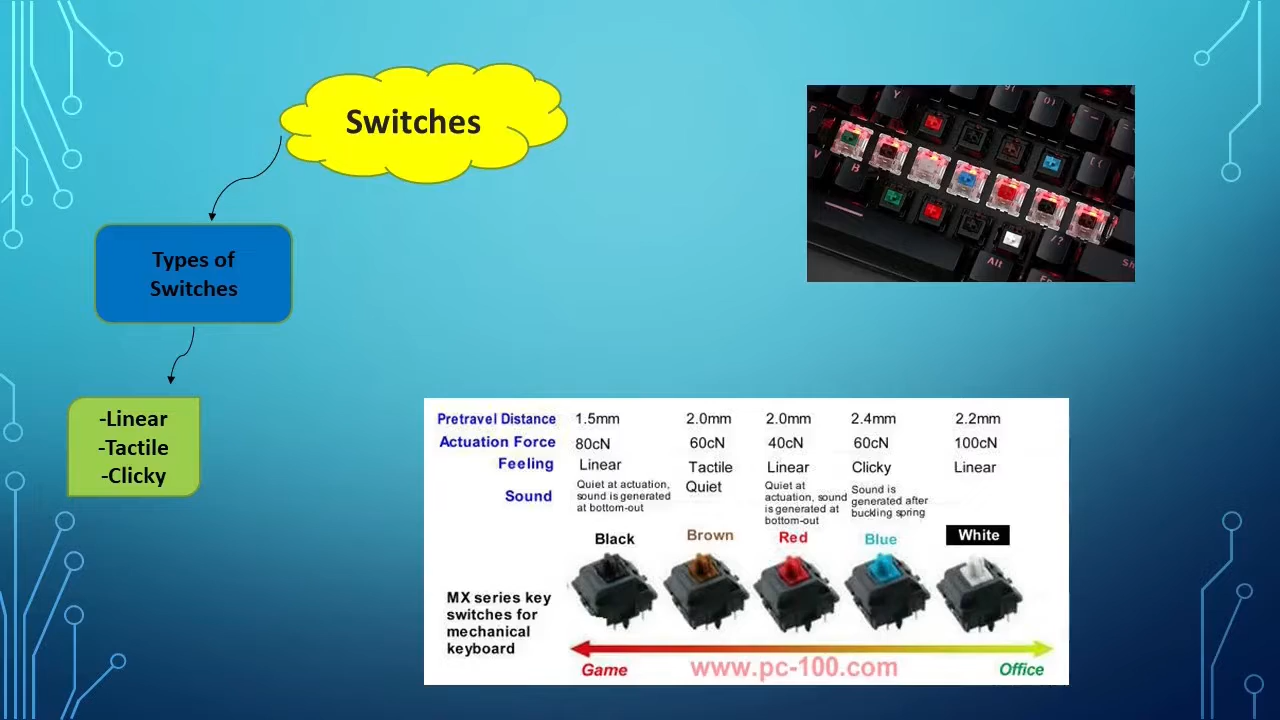 Switches
Types of
Switches
-Linear
-Tactile
-Clicky
Y
F
V
B
Alt
Pretravel Distance 1.5mm 2.0mm 2.0mm 2.4mm 2.2mm
Actuation Force 80cN 60cN 40cN 60cN 100cN
Feeling Linear Tactile Linear Clicky Linear
Sound
Quiet at actuation,
sound is generated
at bottom-out
Quiet
Quiet at
actuation, sound
is generated at
bottom-out
Sound is
generated after
buckling spring
Black Brown Red Blue White
MX series key
switches for
mechanical
keyboard
Game www.pc-100.com Office